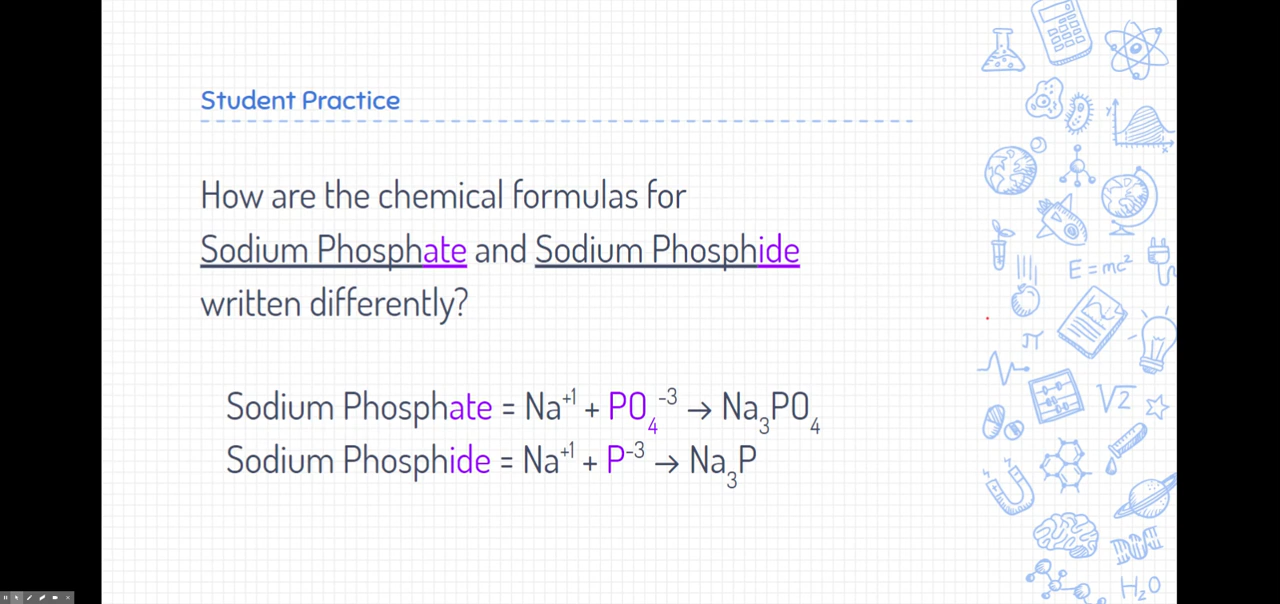 Student Practice
How are the chemical formulas for
Sodium Phosphate and Sodium Phosphide
written differently?
Sodium Phosphate = Na⁺¹ + PO₄⁻³ → Na₃PO₄
Sodium Phosphide = Na⁺¹ + P⁻³ → Na₃P
y
x
E=mc²
π
√2
H₂O